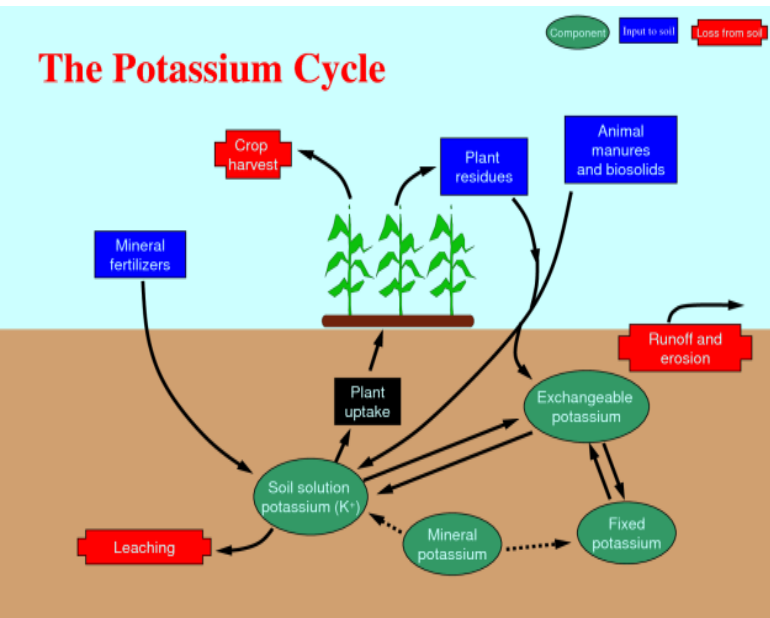 Component
Input to soil
Loss from soil
The Potassium Cycle
Crop
harvest
Plant
residues
Animal
manures
and biosolids
Mineral
fertilizers
Runoff and
erosion
Plant
uptake
Exchangeable
potassium
Soil solution
potassium (K⁺)
Leaching
Mineral
potassium
Fixed
potassium